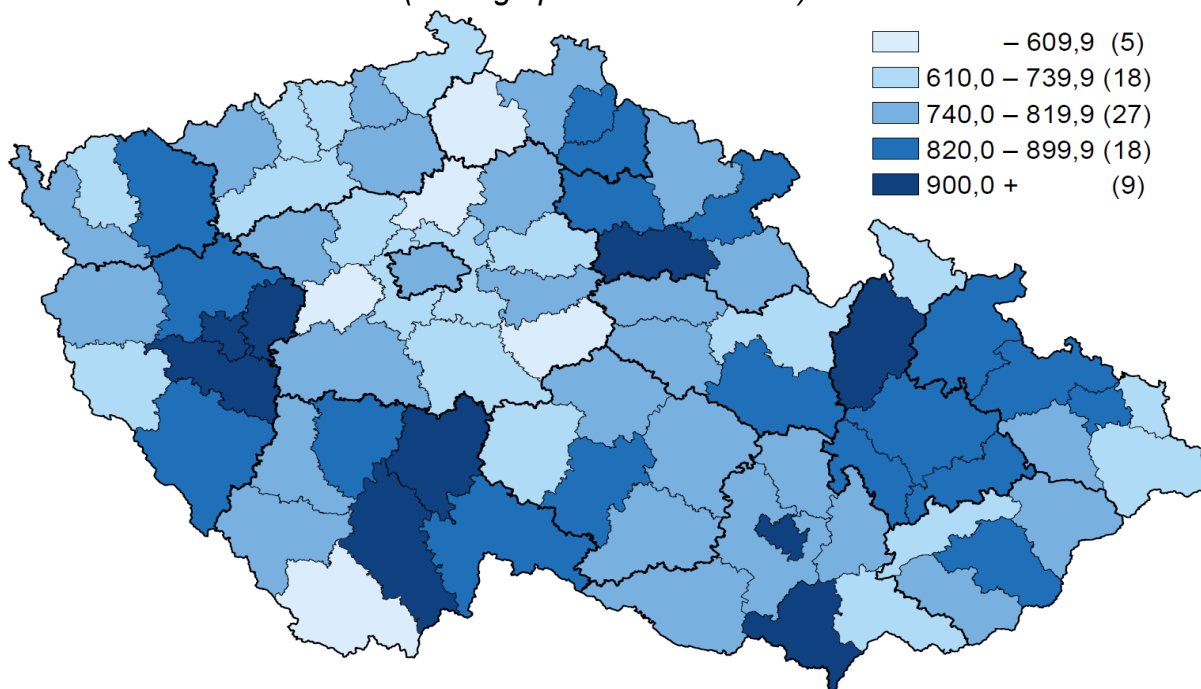 – 609,9 (5)
610,0 – 739,9 (18)
740,0 – 819,9 (27)
820,0 – 899,9 (18)
900,0 + (9)